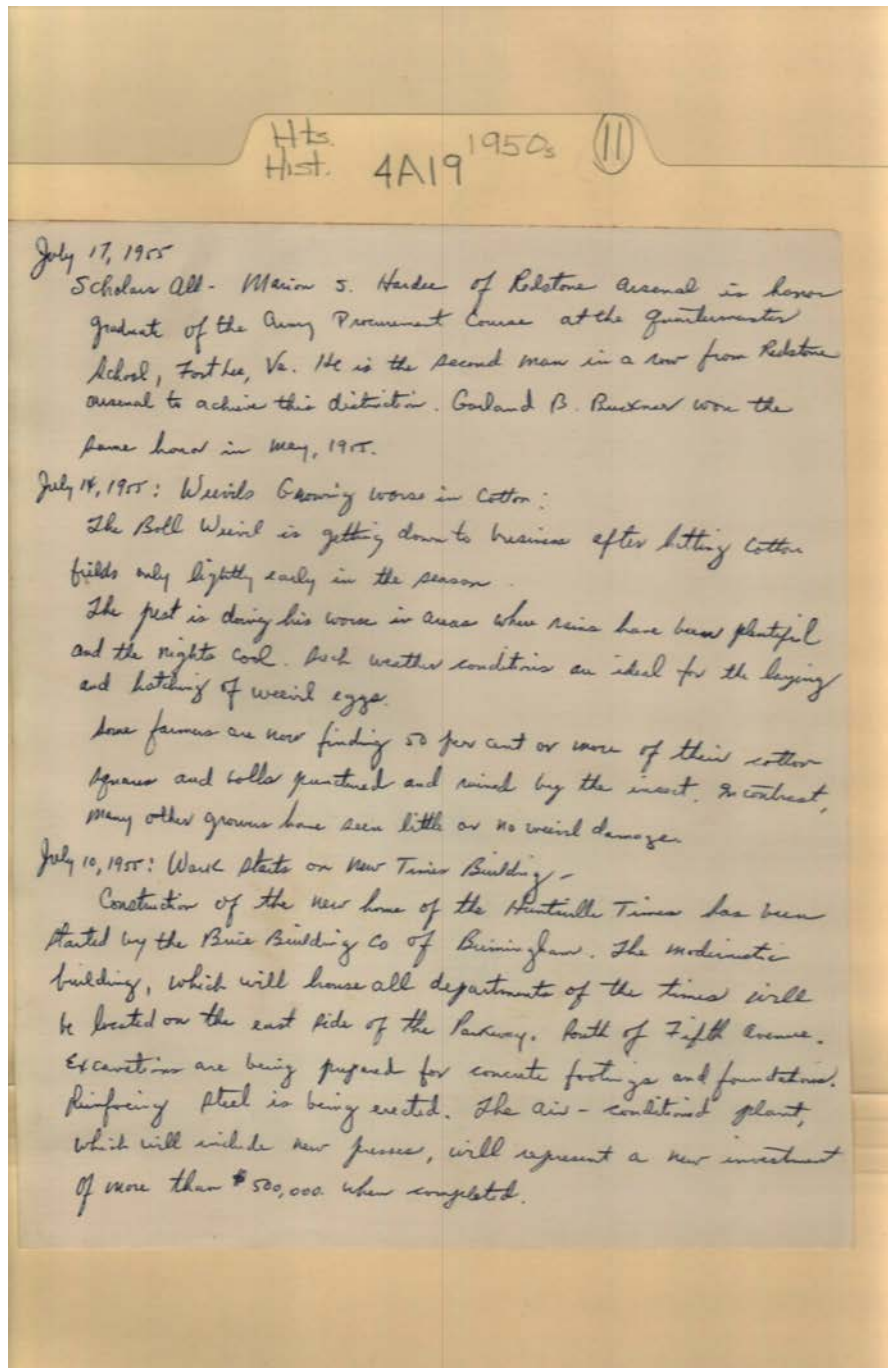 Hts. 1950s 11
Hist. 4A19
July 17, 1955
Scholars All - Marion S. Hardee of Redstone Arsenal is honor
graduate of the Army Procurement Course at the Quartermaster
School, Fort Lee, Va. He is the second man in a row from Redstone
arsenal to achieve this distinction. Garland B. Buckner won the
same honor in May, 1955.
July 14, 1955: Weevils Growing worse in Cotton:
The Boll Weevil is getting down to business after hitting Cotton
fields only lightly early in the season.
The pest is doing his worse in areas where rains have been plentiful
and the nights cool. Such weather conditions are ideal for the laying
and hatching of weevil eggs.
Some farmers are now finding 50 per cent or more of their cotton
squares and bolls punctured and ruined by the insect. In contrast,
many other growers have seen little or no weevil damage.
July 10, 1955: Work starts on New Times Building -
Construction of the new home of the Huntsville Times has been
started by the Brice Building Co of Birmingham. The modernistic
building, which will house all departments of the times will
be located on the east side of the Parkway. South of Fifth Avenue.
Excavations are being prepared for concrete footings and foundations.
Reinforcing steel is being erected. The air-conditioned plant,
which will include new presses, will represent a new investment
of more than $500,000. when completed.